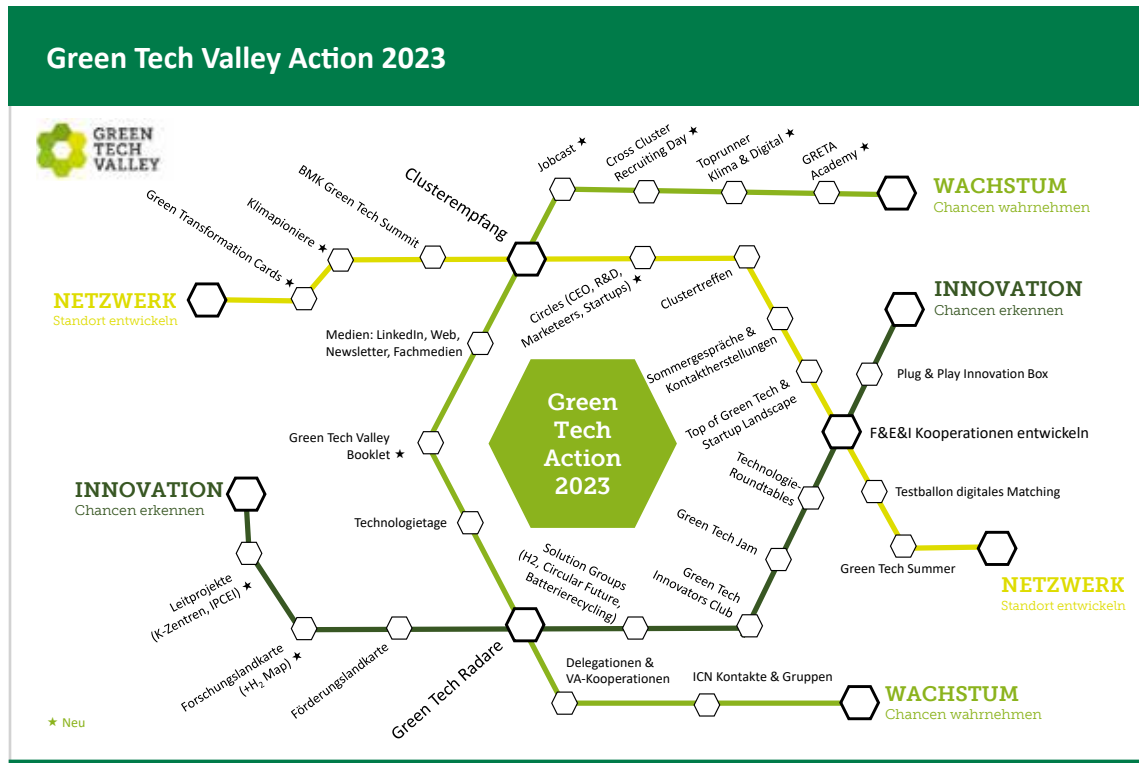 Green Tech Valley Action 2023
GREEN
TECH
VALLEY
Jobcast ★
Cross Cluster
Recruiting Day ★
Toprunner
Klima & Digital ★
GRETA
Academy ★
WACHSTUM
Chancen wahrnehmen
Green Transformation Cards ★
Klimapioniere ★
BMK Green Tech Summit
Clusterempfang
NETZWERK
Standort entwickeln
Circles (CEO, R&D,
Marketeers, Startups) ★
Clustertreffen
INNOVATION
Chancen erkennen
Medien: LinkedIn, Web,
Newsletter, Fachmedien
Sommergespräche &
Kontaktherstellungen
Plug & Play Innovation Box
Top of Green Tech &
Startup Landscape
F&E&I Kooperationen entwickeln
Green
Tech
Action
2023
Green Tech Valley
Booklet ★
Technologie-
Roundtables
Testballon digitales Matching
INNOVATION
Chancen erkennen
Technologietage
Green Tech Jam
Green Tech Summer
NETZWERK
Standort entwickeln
Solution Groups
(H2, Circular Future,
Batterierecycling)
Green Tech
Innovators Club
Leitprojekte
(K-Zentren, IPCEI) ★
Forschungslandkarte
(+H₂ Map) ★
Förderungslandkarte
Green Tech Radare
Delegationen &
VA-Kooperationen
ICN Kontakte & Gruppen
WACHSTUM
Chancen wahrnehmen
★ Neu